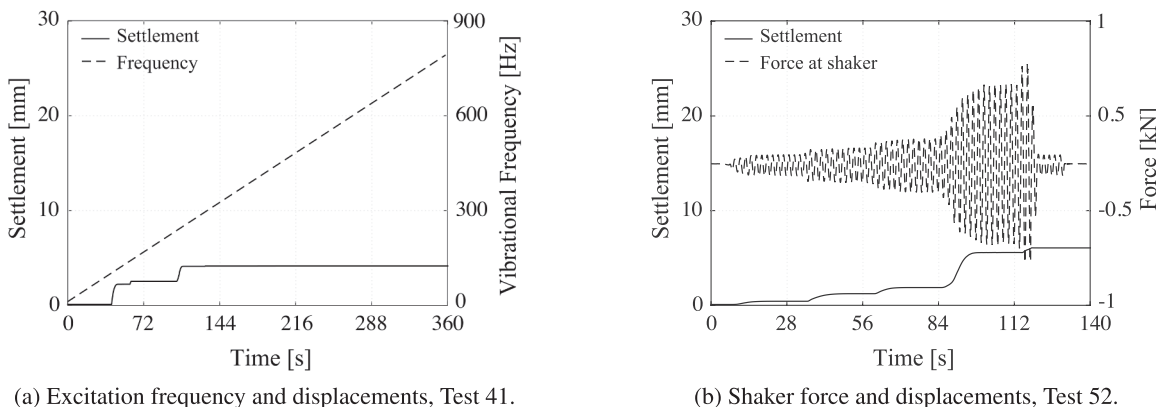 30
20
10
0
Settlement [mm]
Settlement
Frequency
900
600
300
0
Vibrational Frequency [Hz]
0 72 144 216 288 360
Time [s]
(a) Excitation frequency and displacements, Test 41.
30
20
10
0
Settlement [mm]
Settlement
Force at shaker
1
0.5
-0.5
-1
Force [kN]
0 28 56 84 112 140
Time [s]
(b) Shaker force and displacements, Test 52.